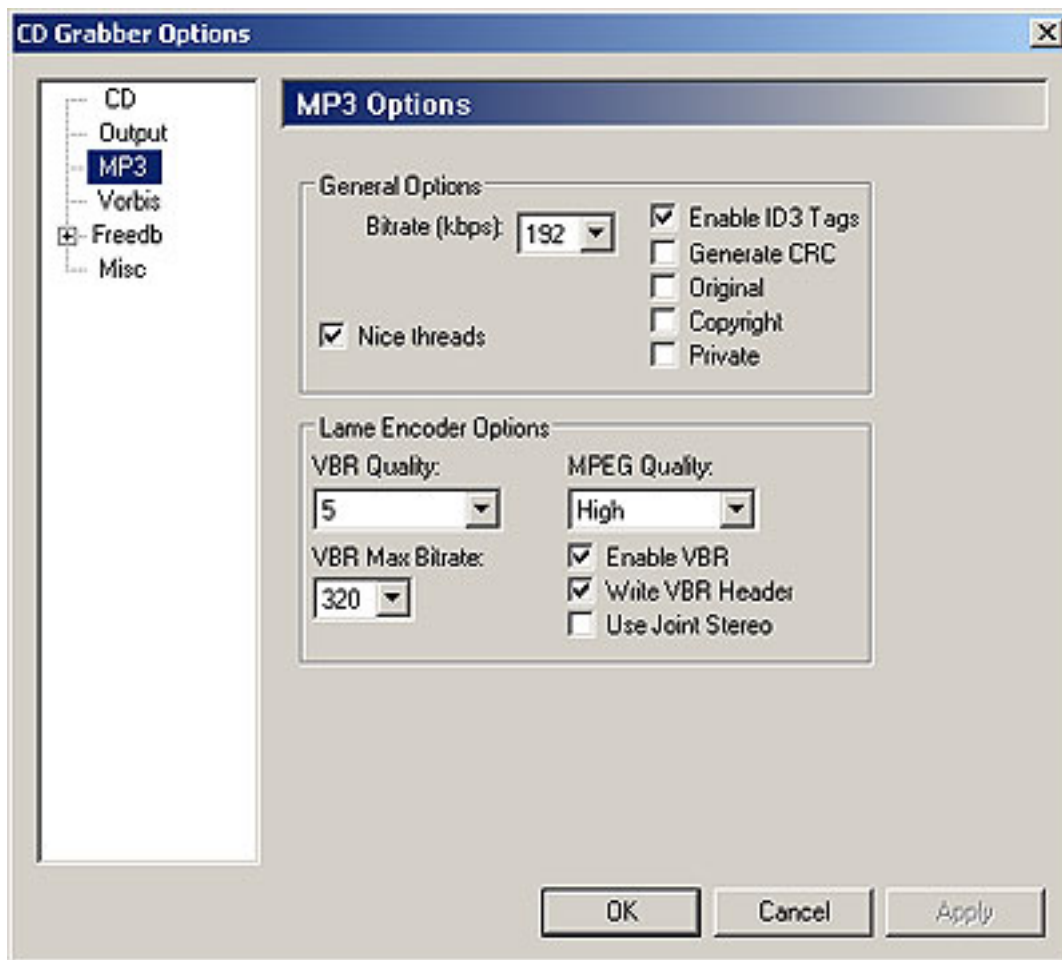 CD Grabber Options
CD
Output
MP3
Vorbis
Freedb
Misc
MP3 Options
General Options
Bitrate (kbps): 192
Nice threads
Enable ID3 Tags
Generate CRC
Original
Copyright
Private
Lame Encoder Options
VBR Quality:
5
VBR Max Bitrate:
320
MPEG Quality:
High
Enable VBR
Write VBR Header
Use Joint Stereo
OK
Cancel
Apply